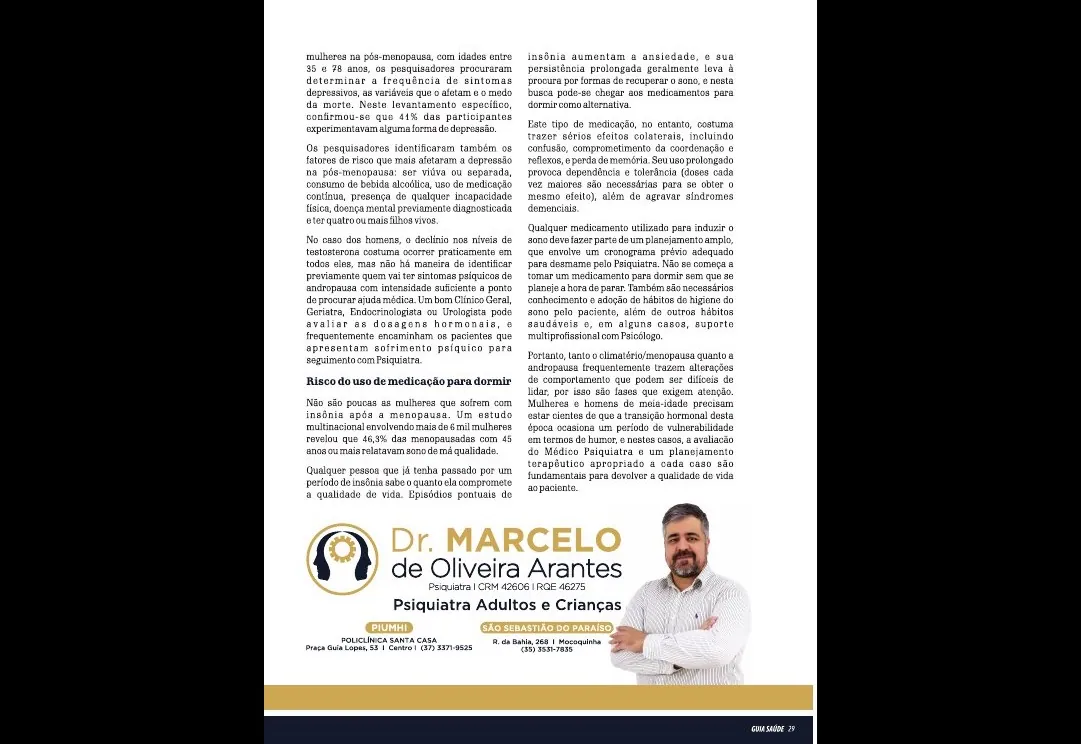 mulheres na pós-menopausa, com idades entre
35 e 78 anos, os pesquisadores procuraram
determinar a frequência de sintomas
depressivos, as variáveis que o afetam e o medo
da morte. Neste levantamento específico,
confirmou-se que 41% das participantes
experimentavam alguma forma de depressão.
Os pesquisadores identificaram também os
fatores de risco que mais afetaram a depressão
na pós-menopausa: ser viúva ou separada,
consumo de bebida alcoólica, uso de medicação
contínua, presença de qualquer incapacidade
física, doença mental previamente diagnosticada
e ter quatro ou mais filhos vivos.
No caso dos homens, o declínio nos níveis de
testosterona costuma ocorrer praticamente em
todos eles, mas não há maneira de identificar
previamente quem vai ter sintomas psíquicos de
andropausa com intensidade suficiente a ponto
de procurar ajuda médica. Um bom Clínico Geral,
Geriatra, Endocrinologista ou Urologista pode
avaliar as dosagens hormonais, e
frequentemente encaminham os pacientes que
apresentam sofrimento psíquico para
seguimento com Psiquiatra.
Risco do uso de medicação para dormir
Não são poucas as mulheres que sofrem com
insônia após a menopausa. Um estudo
multinacional envolvendo mais de 6 mil mulheres
revelou que 46,3% das menopausadas com 45
anos ou mais relatavam sono de má qualidade.
Qualquer pessoa que já tenha passado por um
período de insônia sabe o quanto ela compromete
a qualidade de vida. Episódios pontuais de
insônia aumentam a ansiedade, e sua
persistência prolongada geralmente leva à
procura por formas de recuperar o sono, e nesta
busca pode-se chegar aos medicamentos para
dormir como alternativa.
Este tipo de medicação, no entanto, costuma
trazer sérios efeitos colaterais, incluindo
confusão, comprometimento da coordenação e
reflexos, e perda de memória. Seu uso prolongado
provoca dependência e tolerância (doses cada
vez maiores são necessárias para se obter o
mesmo efeito), além de agravar síndromes
demenciais.
Qualquer medicamento utilizado para induzir o
sono deve fazer parte de um planejamento amplo,
que envolve um cronograma prévio adequado
para desmame pelo Psiquiatra. Não se começa a
tomar um medicamento para dormir sem que se
planeje a hora de parar. Também são necessários
conhecimento e adoção de hábitos de higiene do
sono pelo paciente, além de outros hábitos
saudáveis e, em alguns casos, suporte
multiprofissional com Psicólogo.
Portanto, tanto o climatério/menopausa quanto a
andropausa frequentemente trazem alterações
de comportamento que podem ser difíceis de
lidar, por isso são fases que exigem atenção.
Mulheres e homens de meia-idade precisam
estar cientes de que a transição hormonal desta
época ocasiona um período de vulnerabilidade
em termos de humor, e nestes casos, a avaliacão
do Médico Psiquiatra e um planejamento
terapêutico apropriado a cada caso são
fundamentais para devolver a qualidade de vida
ao paciente.
Dr. MARCELO
de Oliveira Arantes
Psiquiatra | CRM 42606 | RQE 46275
Psiquiatra Adultos e Crianças
PIUMHI
POLICLÍNICA SANTA CASA
Praça Guia Lopes, 53 | Centro | (37) 3371-9525
SÃO SEBASTIÃO DO PARAÍSO
R. da Bahia, 268 | Mocoquinha
(35) 3531-7835
GUIA SAÚDE 29